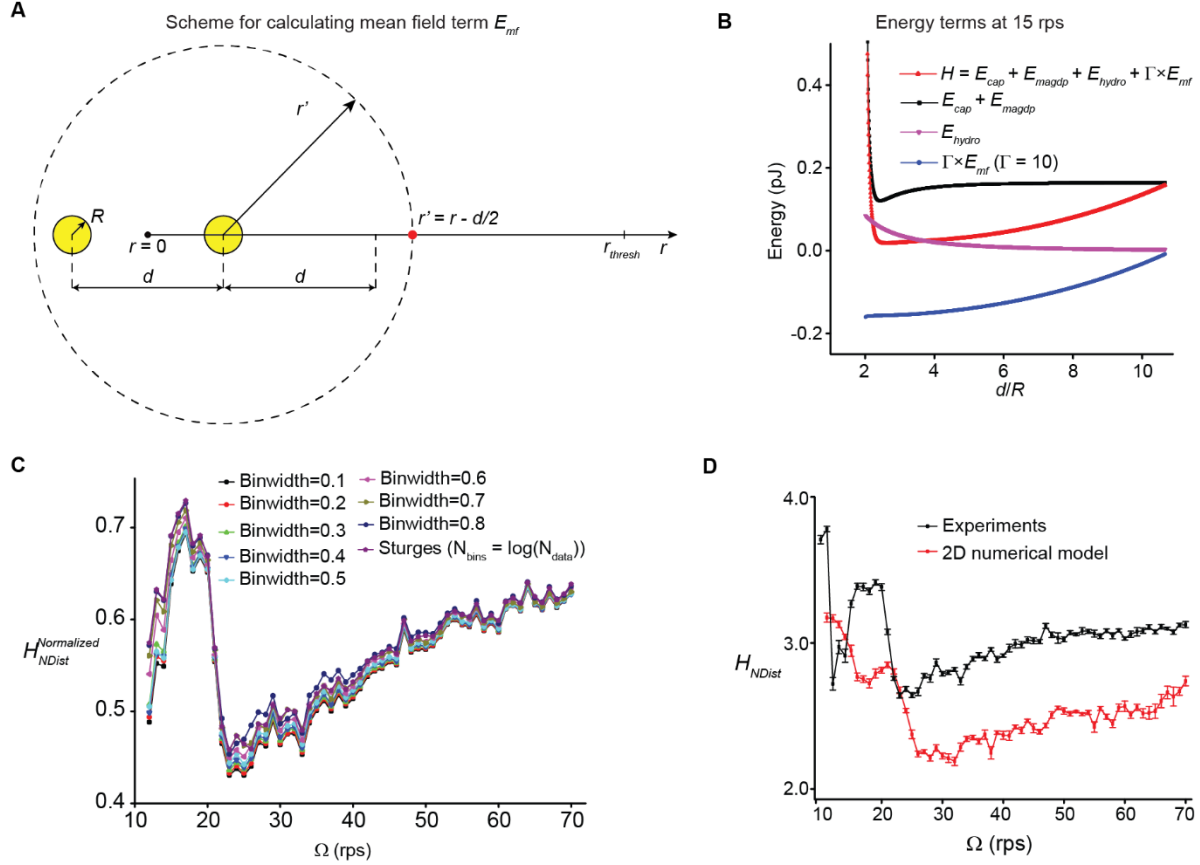 A
Scheme for calculating mean field term E_mf
r'
R
r = 0
r' = r - d/2
r_thresh
r
d
d
B
Energy terms at 15 rps
H = E_cap + E_magdp + E_hydro + Γ×E_mf
E_cap + E_magdp
E_hydro
Γ×E_mf (Γ = 10)
Energy (pJ)
0.4
0.2
0.0
-0.2
2 4 6 8 10
d/R
C
Binwidth=0.1
Binwidth=0.2
Binwidth=0.3
Binwidth=0.4
Binwidth=0.5
Binwidth=0.6
Binwidth=0.7
Binwidth=0.8
Sturges (N_bins = log(N_data))
H_NDist^Normalized
0.7
0.6
0.5
0.4
10 20 30 40 50 60 70
Ω (rps)
D
Experiments
2D numerical model
H_NDist
4.0
3.0
2.0
10 20 30 40 50 60 70
Ω (rps)